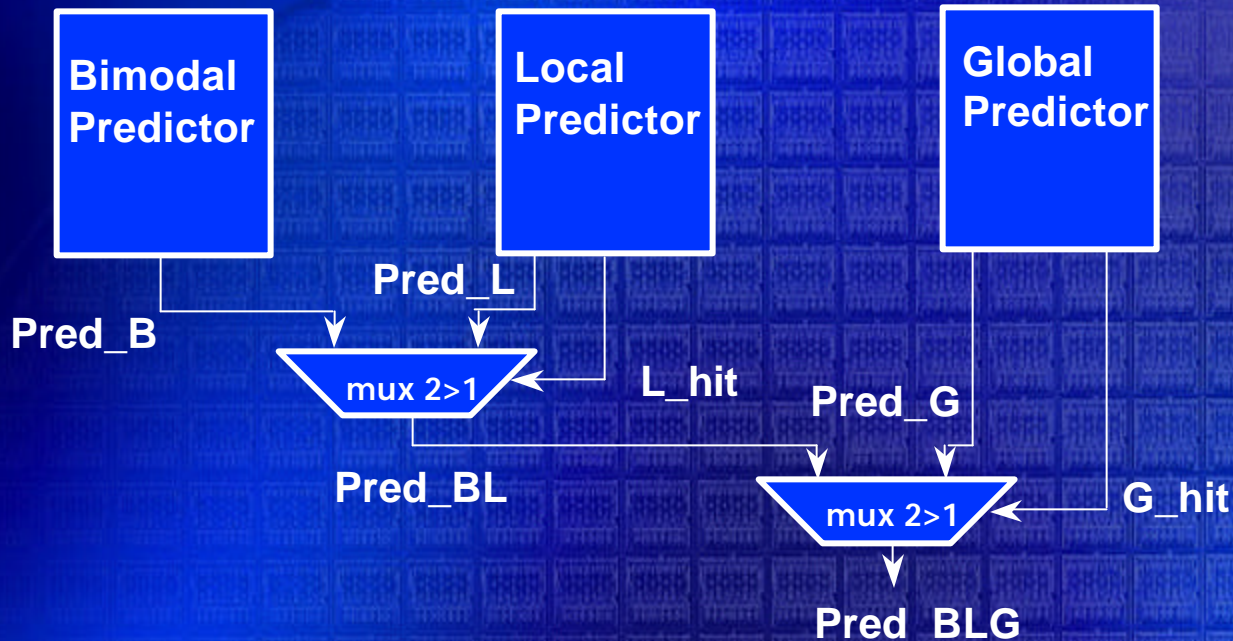 Bimodal
Predictor
Local
Predictor
Global
Predictor
Pred_L
Pred_B
mux 2>1
L_hit
Pred_G
Pred_BL
mux 2>1
G_hit
Pred_BLG